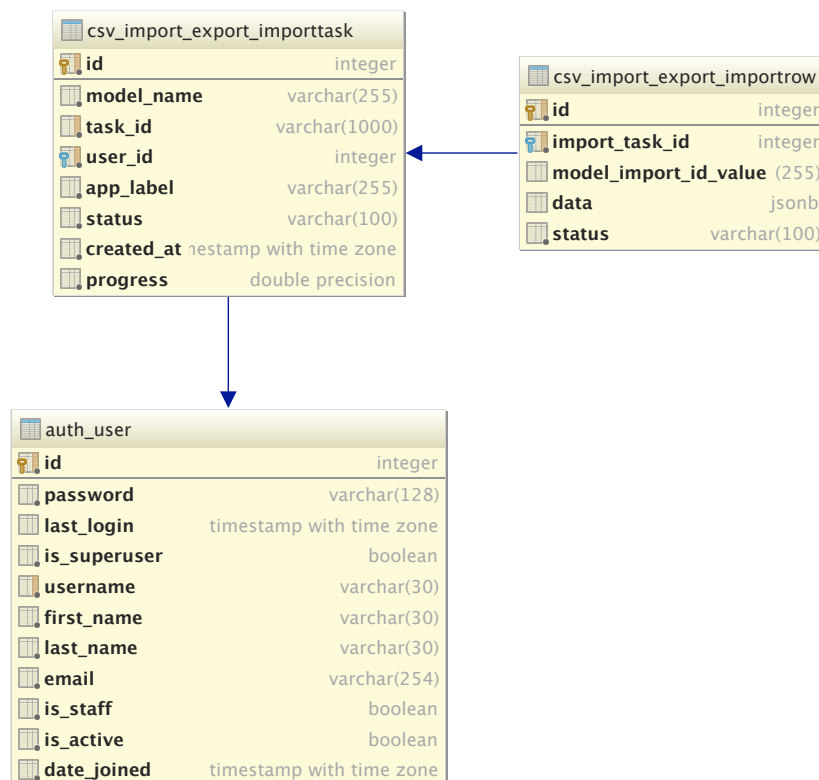 csv_import_export_importtask
id integer
model_name varchar(255)
task_id varchar(1000)
user_id integer
app_label varchar(255)
status varchar(100)
created_at nestamp with time zone
progress double precision
csv_import_export_importrow
id integer
import_task_id integer
model_import_id_value (255)
data jsonb
status varchar(100)
auth_user
id integer
password varchar(128)
last_login timestamp with time zone
is_superuser boolean
username varchar(30)
first_name varchar(30)
last_name varchar(30)
email varchar(254)
is_staff boolean
is_active boolean
date_joined timestamp with time zone